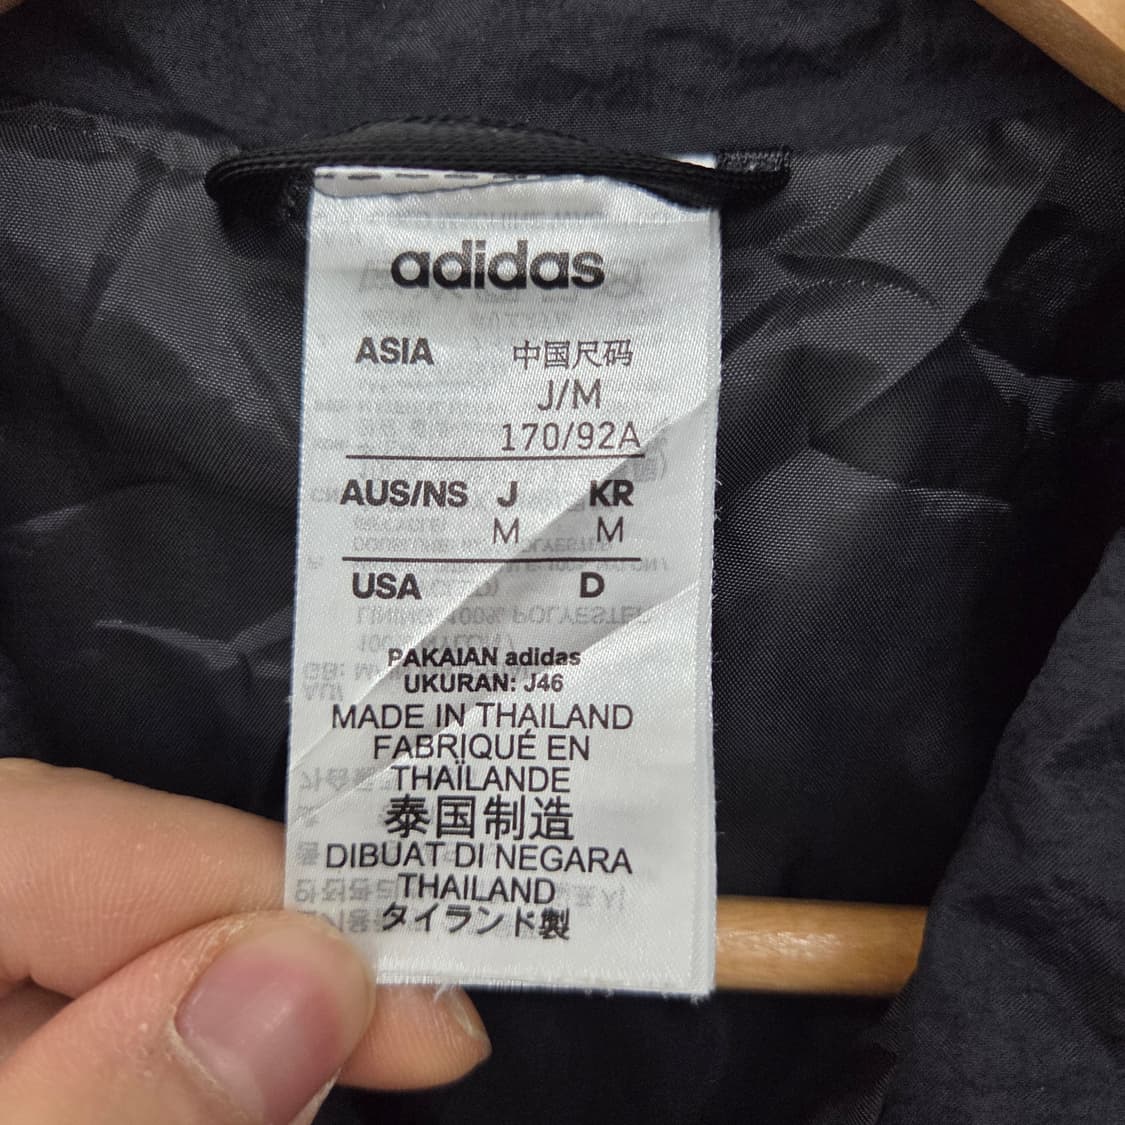 adidas
ASIA 中国尺码
J/M
170/92A
AUS/NS J KR
M M
USA D
PAKAIAN adidas
UKURAN: J46
MADE IN THAILAND
FABRIQUÉ EN
THAÏLANDE
泰国制造
DIBUAT DI NEGARA
THAILAND
タイランド製